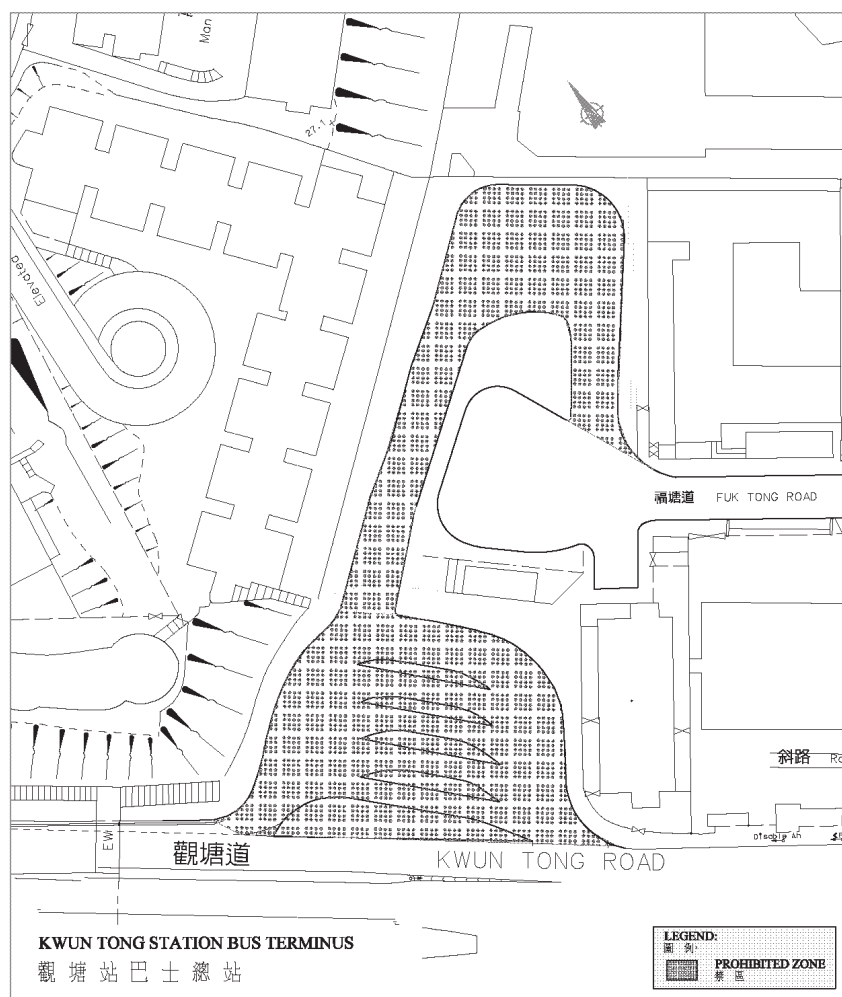 Man
27.1
Elevated
福塘道 FUK TONG ROAD
斜路
EW
觀塘道 KWUN TONG ROAD
KWUN TONG STATION BUS TERMINUS
觀塘站巴士總站
LEGEND:
圖例:
PROHIBITED ZONE
禁區